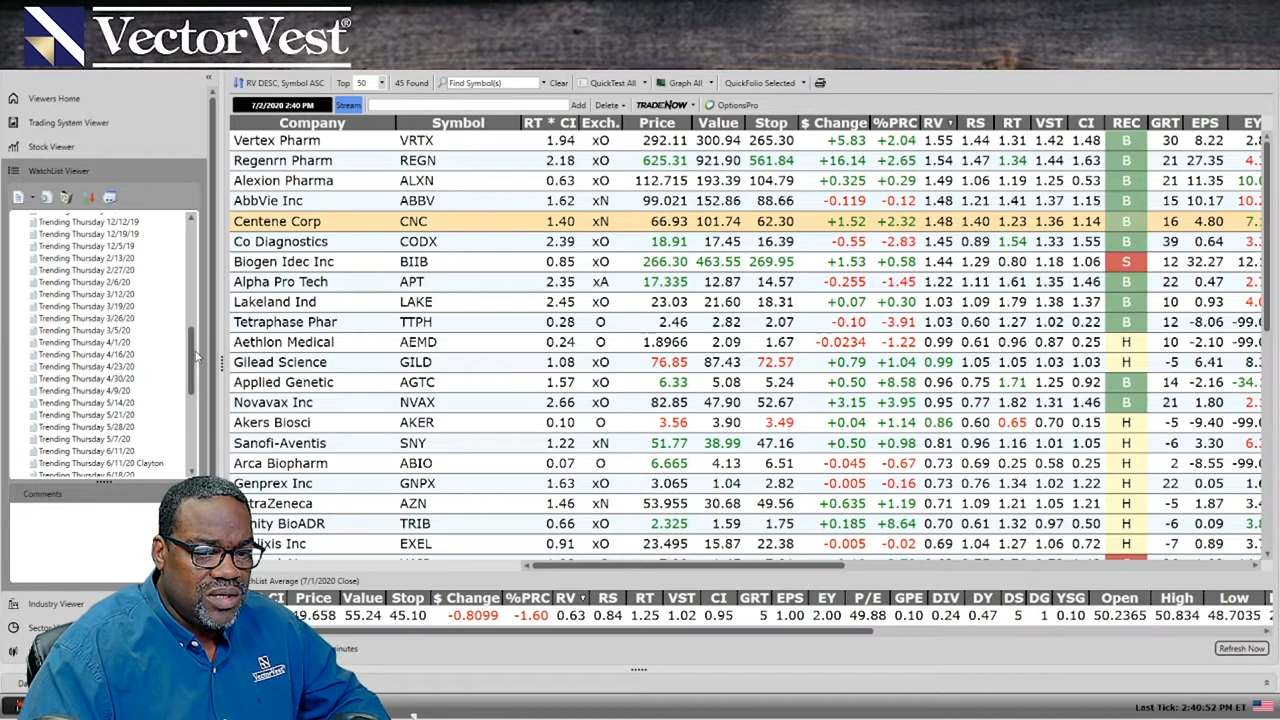 VectorVest®
RV DESC, Symbol ASC Top 50 45 Found Find Symbol(s) Clear QuickTest All Graph All QuickFolio Selected
Viewers Home
7/2/2020 2:40 PM Stream Add Delete TRADENOW OptionsPro
Trading System Viewer
Stock Viewer
WatchList Viewer
Trending Thursday 12/12/19
Trending Thursday 12/19/19
Trending Thursday 12/5/19
Trending Thursday 2/13/20
Trending Thursday 2/27/20
Trending Thursday 2/6/20
Trending Thursday 3/12/20
Trending Thursday 3/19/20
Trending Thursday 3/26/20
Trending Thursday 3/5/20
Trending Thursday 4/1/20
Trending Thursday 4/16/20
Trending Thursday 4/23/20
Trending Thursday 4/30/20
Trending Thursday 4/9/20
Trending Thursday 5/14/20
Trending Thursday 5/21/20
Trending Thursday 5/28/20
Trending Thursday 5/7/20
Trending Thursday 6/11/20
Trending Thursday 6/11/20 Clayton
Trending Thursday 6/18/20
Comments
Industry Viewer
Company Symbol RT * CI Exch. Price Value Stop $ Change %PRC RV RS RT VST CI REC GRT EPS EY
Vertex Pharm VRTX 1.94 xO 292.11 300.94 265.30 +5.83 +2.04 1.55 1.44 1.31 1.42 1.48 B 30 8.22 2.
Regenrn Pharm REGN 2.18 xO 625.31 921.90 561.84 +16.14 +2.65 1.54 1.47 1.34 1.44 1.63 B 21 27.35 4.
Alexion Pharma ALXN 0.63 xO 112.715 193.39 104.79 +0.325 +0.29 1.49 1.06 1.19 1.25 0.53 B 21 11.35 10.
AbbVie Inc ABBV 1.62 xN 99.021 152.86 88.66 -0.119 -0.12 1.48 1.21 1.41 1.37 1.15 B 15 10.17 10.
Centene Corp CNC 1.40 xN 66.93 101.74 62.30 +1.52 +2.32 1.48 1.40 1.23 1.36 1.14 B 16 4.80 7.
Co Diagnostics CODX 2.39 xO 18.91 17.45 16.39 -0.55 -2.83 1.45 0.89 1.54 1.33 1.55 B 39 0.64 3.
Biogen Idec Inc BIIB 0.85 xO 266.30 463.55 269.95 +1.53 +0.58 1.44 1.29 0.80 1.18 1.06 S 12 32.27 12.
Alpha Pro Tech APT 2.35 xA 17.335 12.87 14.57 -0.255 -1.45 1.22 1.11 1.61 1.35 1.46 B 22 0.47 2.
Lakeland Ind LAKE 2.45 xO 23.03 21.60 18.31 +0.07 +0.30 1.03 1.09 1.79 1.38 1.37 B 10 0.93 4.
Tetraphase Phar TTPH 0.28 O 2.46 2.82 2.07 -0.10 -3.91 1.03 0.60 1.27 1.02 0.22 B 12 -8.06 -99.
Aethlon Medical AEMD 0.24 O 1.8966 2.09 1.67 -0.0234 -1.22 0.99 0.61 0.96 0.87 0.25 H 10 -2.10 -99.
Gilead Science GILD 1.08 xO 76.85 87.43 72.57 +0.79 +1.04 0.99 1.05 1.05 1.03 1.03 H -5 6.41 8.
Applied Genetic AGTC 1.57 xO 6.33 5.08 5.24 +0.50 +8.58 0.96 0.75 1.71 1.25 0.92 B 14 -2.16 -34.
Novavax Inc NVAX 2.66 xO 82.85 47.90 52.67 +3.15 +3.95 0.95 0.77 1.82 1.31 1.46 B 21 1.80 2.
Akers Biosci AKER 0.10 O 3.56 3.90 3.49 +0.04 +1.14 0.86 0.60 0.65 0.70 0.15 H -5 -9.40 -99.
Sanofi-Aventis SNY 1.22 xN 51.77 38.99 47.16 +0.50 +0.98 0.81 0.96 1.16 1.01 1.05 H -6 3.30 6.
Arca Biopharm ABIO 0.07 O 6.665 4.13 6.51 -0.045 -0.67 0.73 0.69 0.25 0.58 0.25 H 2 -8.55 -99.
Genprex Inc GNPX 1.63 xO 3.065 1.04 2.82 -0.005 -0.16 0.73 0.76 1.34 1.02 1.22 H 22 0.05 1.
traZeneca AZN 1.46 xN 53.955 30.68 49.56 +0.635 +1.19 0.71 1.09 1.21 1.05 1.21 H -5 1.87 3.
nity BioADR TRIB 0.66 xO 2.325 1.59 1.75 +0.185 +8.64 0.70 0.61 1.32 0.97 0.50 H -6 0.09 3.
lixis Inc EXEL 0.91 xO 23.495 15.87 22.38 -0.005 -0.02 0.69 1.04 1.27 1.06 0.72 H -7 0.89 3.
WatchList Average (7/1/2020 Close)
CI Price Value Stop $ Change %PRC RV RS RT VST CI GRT EPS EY P/E GPE DIV DY DS DG YSG Open High Low
49.658 55.24 45.10 -0.8099 -1.60 0.63 0.84 1.25 1.02 0.95 5 1.00 2.00 49.88 0.10 0.24 0.47 5 1 0.10 50.2365 50.834 48.7035
minutes Refresh Now
VectorVest
Last Tick: 2:40:52 PM ET